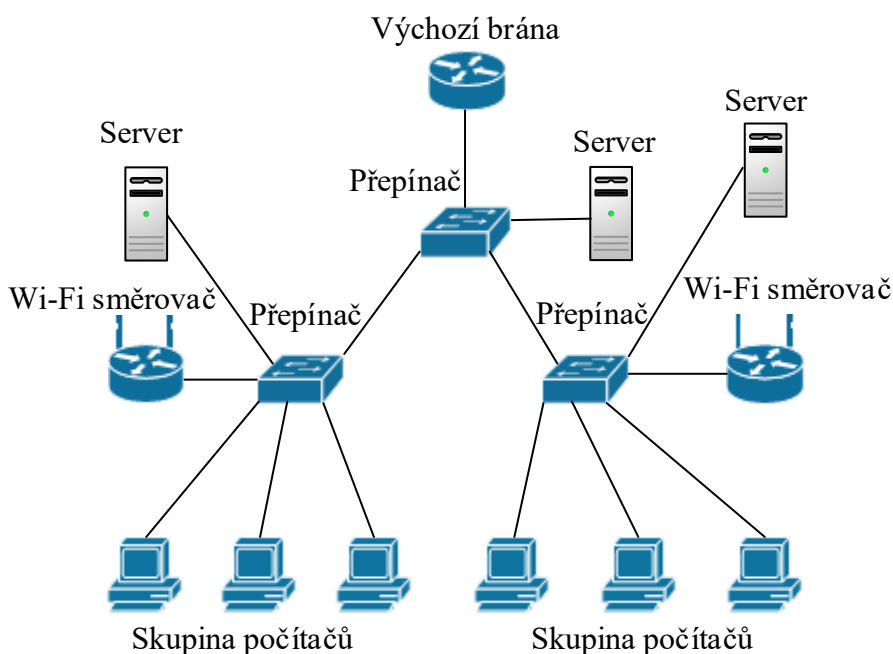 Výchozí brána
Server
Server
Server
Přepínač
Wi-Fi směrovač
Wi-Fi směrovač
Přepínač
Přepínač
Skupina počítačů
Skupina počítačů